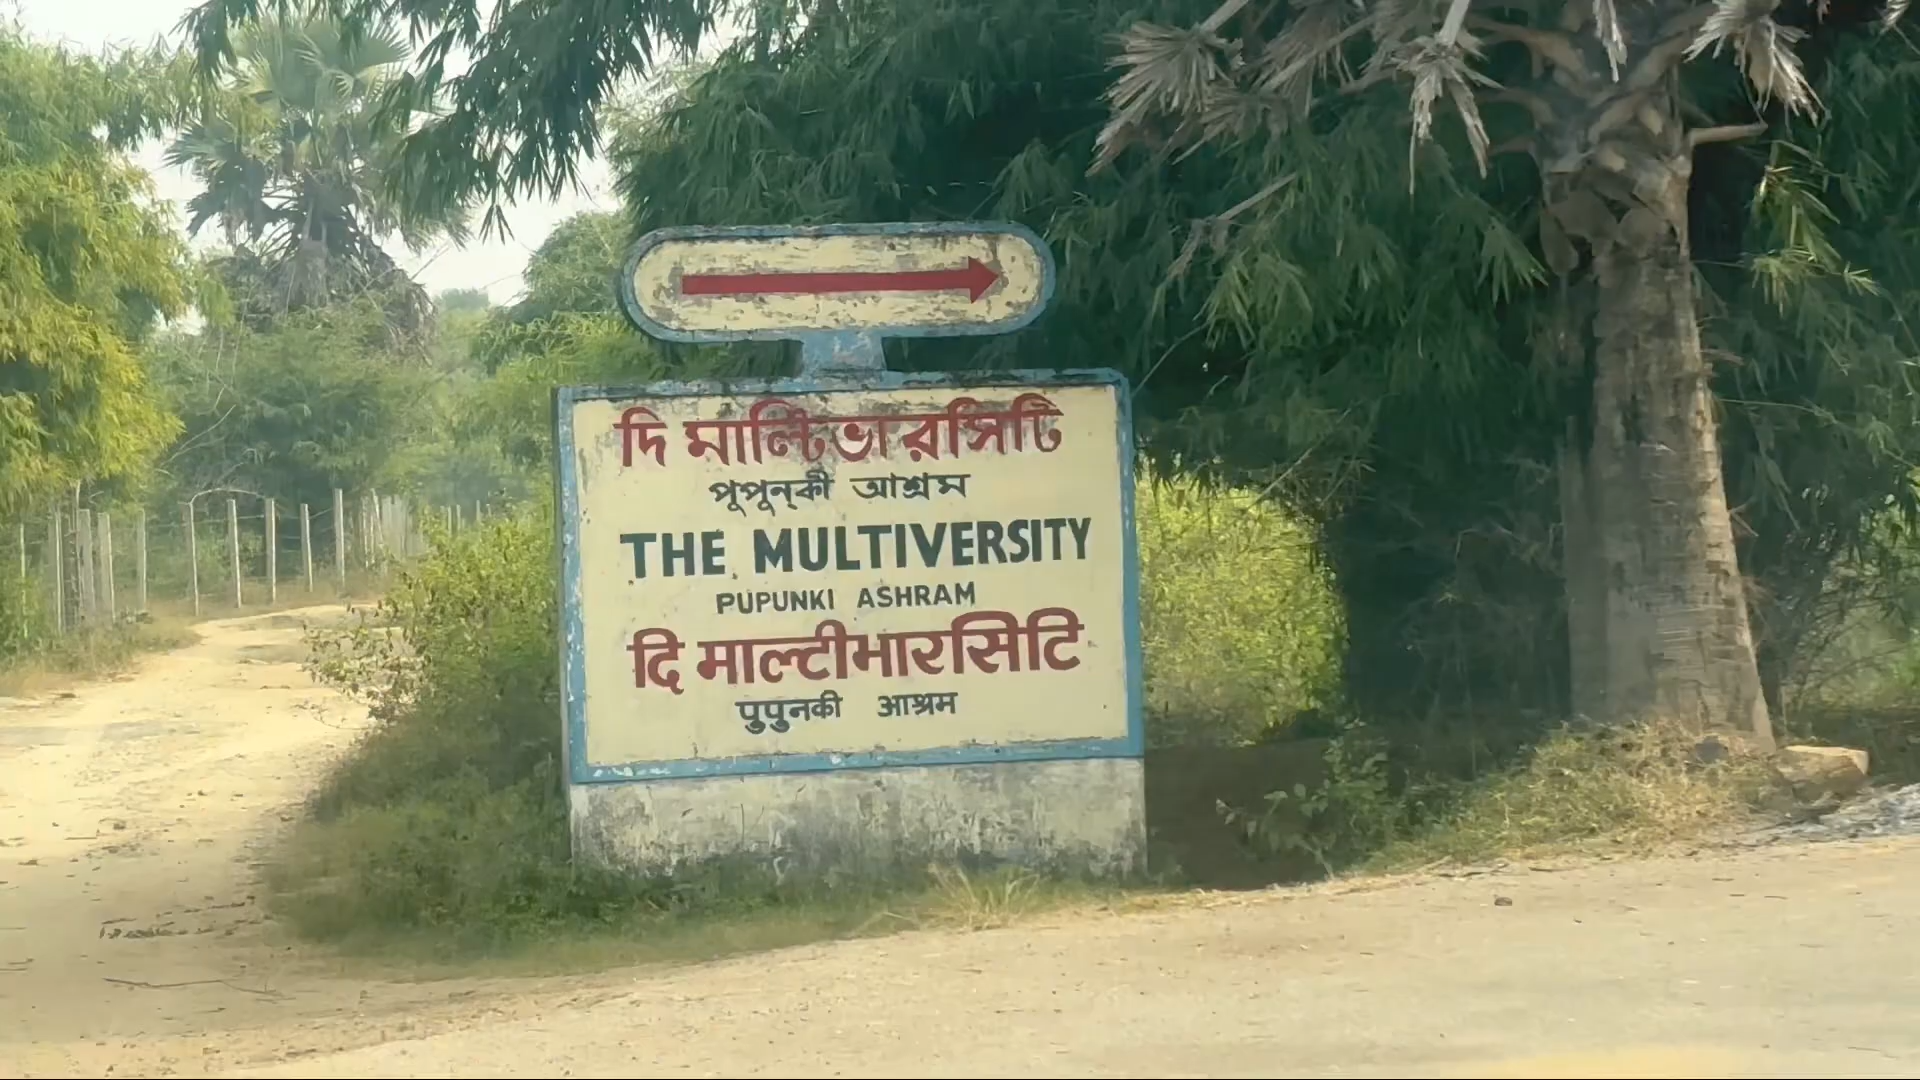 দি মাল্টিভারসিটি
পুপুন্‌কী আশ্রম
THE MULTIVERSITY
PUPUNKI ASHRAM
दि माल्टीभारसिटि
पुपुनकी आश्रम